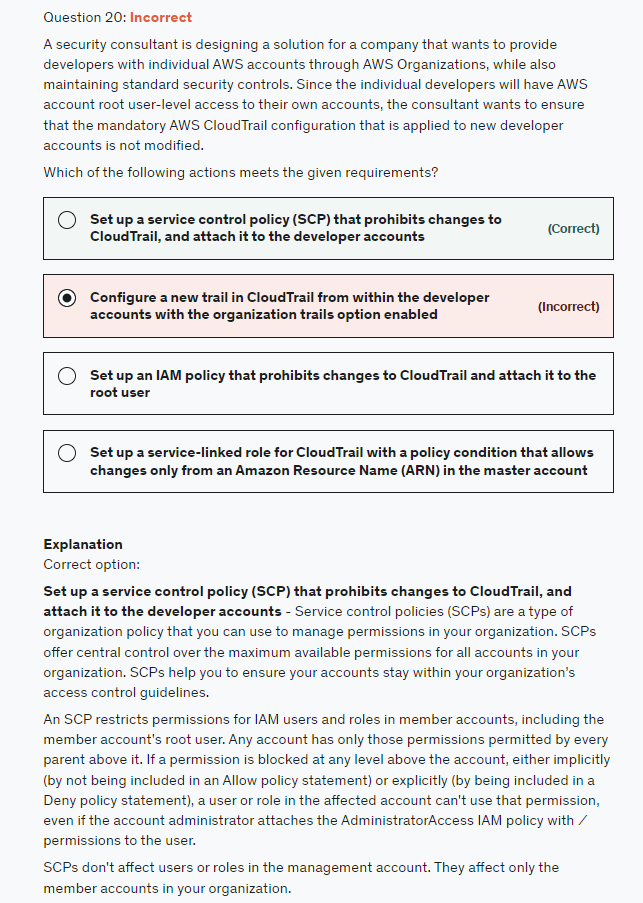 Question 20: Incorrect
A security consultant is designing a solution for a company that wants to provide
developers with individual AWS accounts through AWS Organizations, while also
maintaining standard security controls. Since the individual developers will have AWS
account root user-level access to their own accounts, the consultant wants to ensure
that the mandatory AWS CloudTrail configuration that is applied to new developer
accounts is not modified.
Which of the following actions meets the given requirements?
Set up a service control policy (SCP) that prohibits changes to
CloudTrail, and attach it to the developer accounts
(Correct)
Configure a new trail in CloudTrail from within the developer
accounts with the organization trails option enabled
(Incorrect)
Set up an IAM policy that prohibits changes to CloudTrail and attach it to the
root user
Set up a service-linked role for CloudTrail with a policy condition that allows
changes only from an Amazon Resource Name (ARN) in the master account
Explanation
Correct option:
Set up a service control policy (SCP) that prohibits changes to CloudTrail, and
attach it to the developer accounts - Service control policies (SCPs) are a type of
organization policy that you can use to manage permissions in your organization. SCPs
offer central control over the maximum available permissions for all accounts in your
organization. SCPs help you to ensure your accounts stay within your organization's
access control guidelines.
An SCP restricts permissions for IAM users and roles in member accounts, including the
member account's root user. Any account has only those permissions permitted by every
parent above it. If a permission is blocked at any level above the account, either implicitly
(by not being included in an Allow policy statement) or explicitly (by being included in a
Deny policy statement), a user or role in the affected account can't use that permission,
even if the account administrator attaches the AdministratorAccess IAM policy with /
permissions to the user.
SCPs don't affect users or roles in the management account. They affect only the
member accounts in your organization.